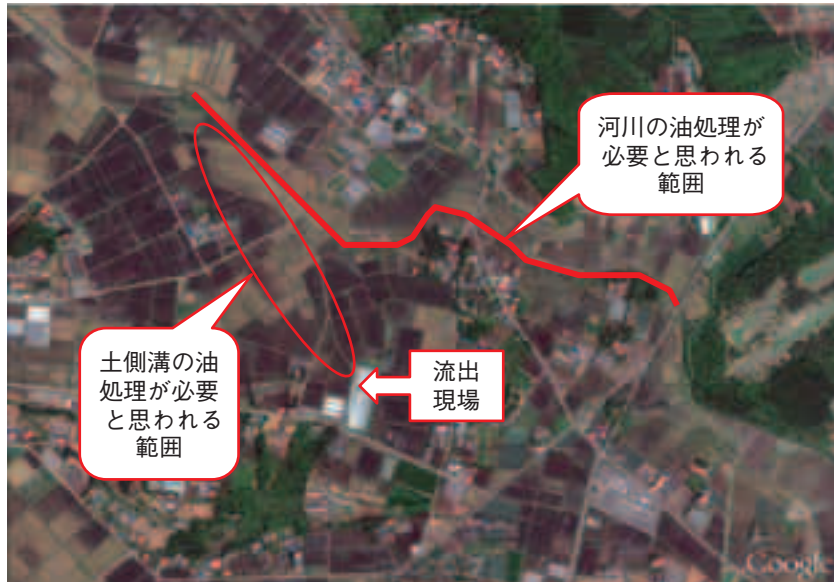 河川の油処理が
必要と思われる
範囲
土側溝の油
処理が必要
と思われる
範囲
流出
現場
Google